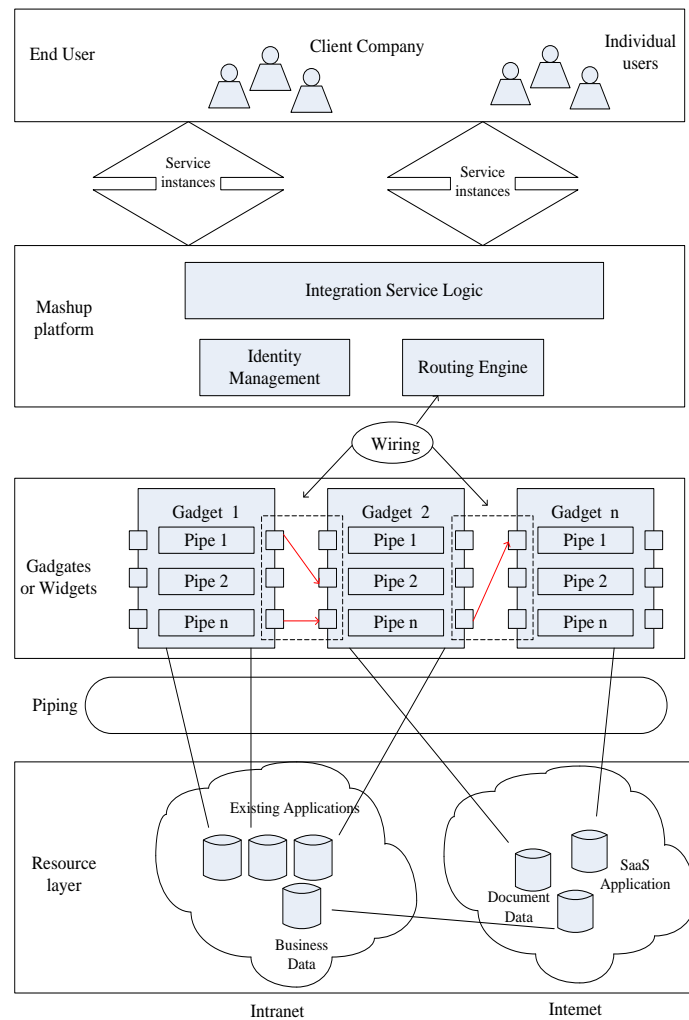 End User
Client Company
Individual
users
Service
instances
Service
instances
Mashup
platform
Integration Service Logic
Identity
Management
Routing Engine
Wiring
Gadgates
or Widgets
Gadget 1
Pipe 1
Pipe 2
Pipe n
Gadget 2
Pipe 1
Pipe 2
Pipe n
Gadget n
Pipe 1
Pipe 2
Pipe n
Piping
Resource
layer
Existing Applications
Business
Data
Document
Data
SaaS
Application
Intranet
Internet